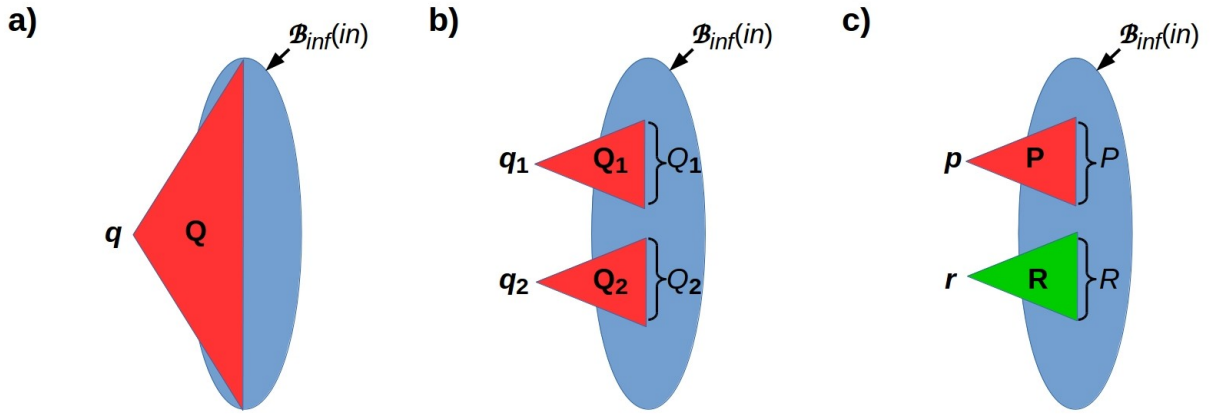 a)
𝓑inf(in)
q
Q
b)
𝓑inf(in)
q1
Q1
Q1
q2
Q2
Q2
c)
𝓑inf(in)
p
P
P
r
R
R